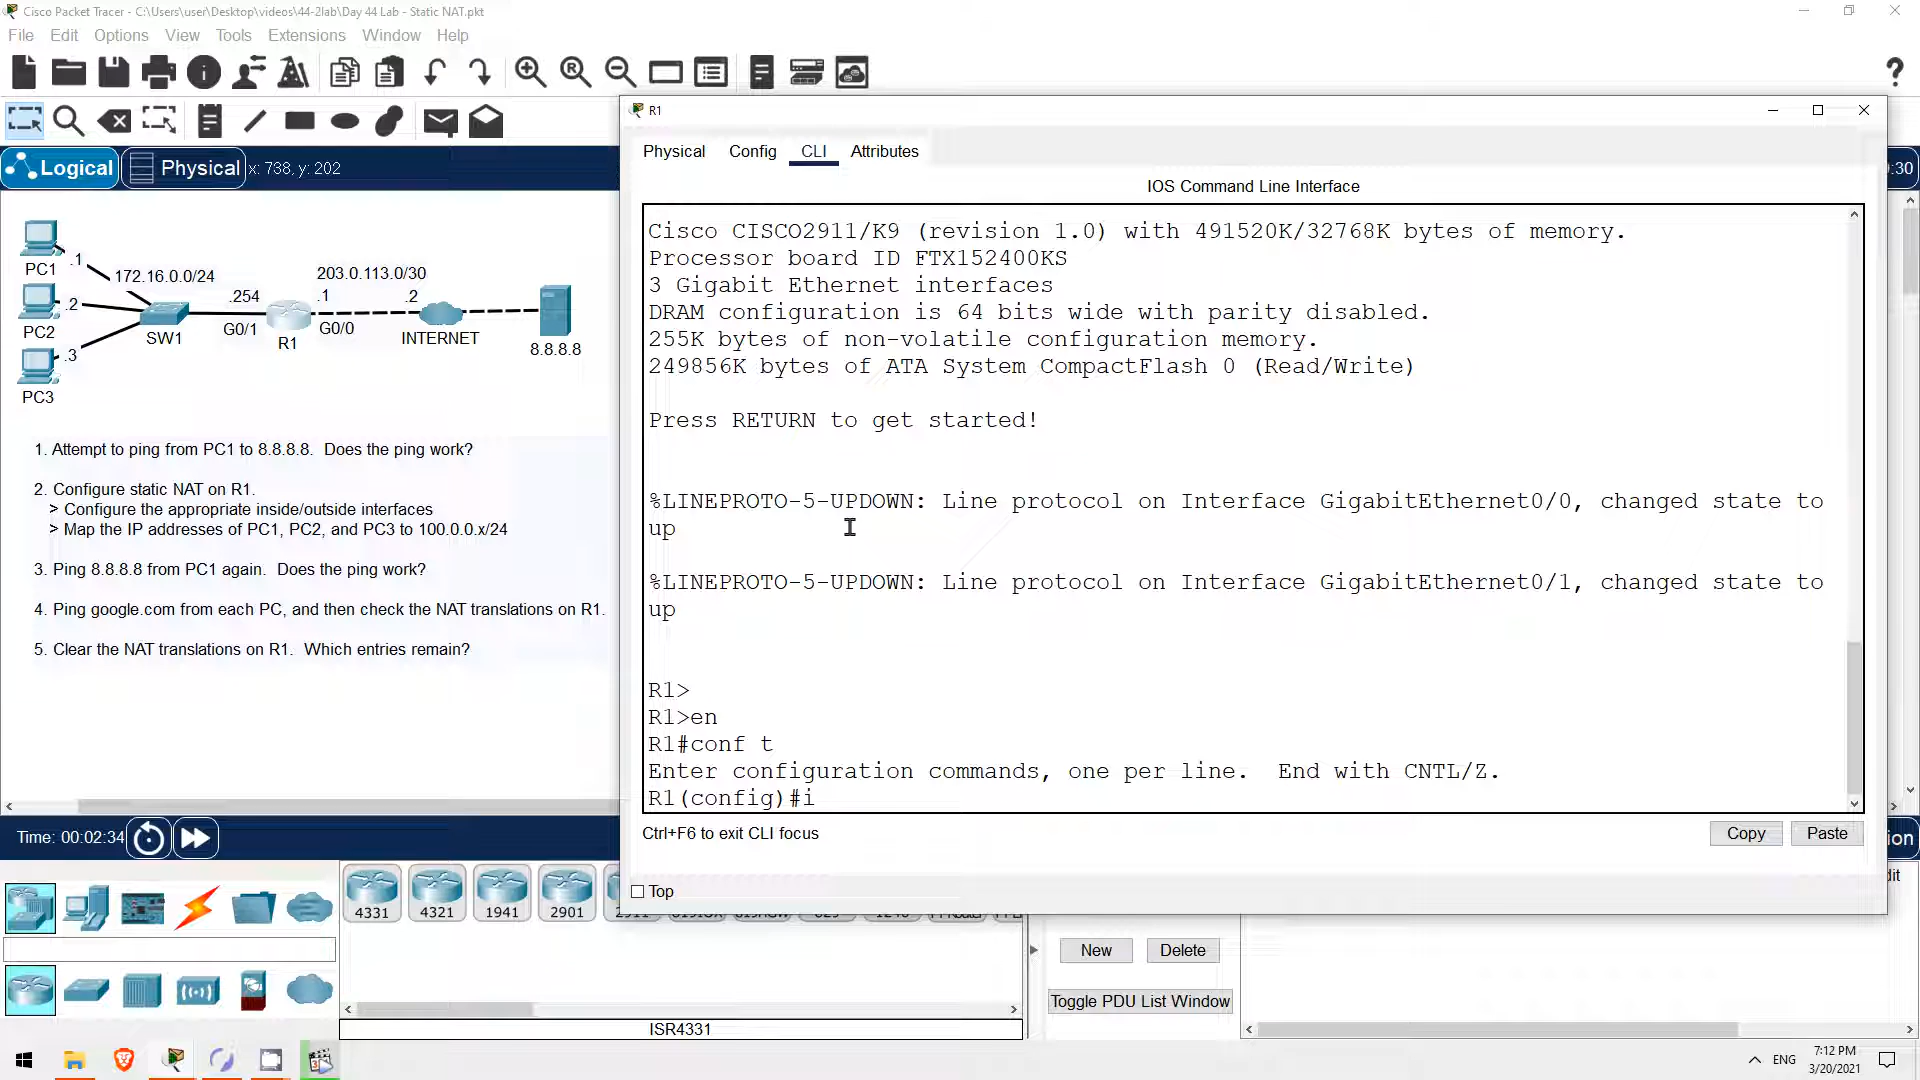 Cisco Packet Tracer - C:\Users\user\Desktop\videos\44-2lab\Day 44 Lab - Static NAT.pkt
File Edit Options View Tools Extensions Window Help
Logical Physical x: 738, y: 202
:30
R1
Physical Config CLI Attributes
IOS Command Line Interface
Cisco CISCO2911/K9 (revision 1.0) with 491520K/32768K bytes of memory.
Processor board ID FTX152400KS
3 Gigabit Ethernet interfaces
DRAM configuration is 64 bits wide with parity disabled.
255K bytes of non-volatile configuration memory.
249856K bytes of ATA System CompactFlash 0 (Read/Write)
Press RETURN to get started!
%LINEPROTO-5-UPDOWN: Line protocol on Interface GigabitEthernet0/0, changed state to
up
%LINEPROTO-5-UPDOWN: Line protocol on Interface GigabitEthernet0/1, changed state to
up
R1>
R1>en
R1#conf t
Enter configuration commands, one per line.  End with CNTL/Z.
R1(config)#i
Ctrl+F6 to exit CLI focus
Copy Paste
Top
PC1 .1
172.16.0.0/24
203.0.113.0/30
PC2 .2
.254
.1
.2
SW1
G0/1
R1
G0/0
INTERNET
8.8.8.8
.3
PC3
1. Attempt to ping from PC1 to 8.8.8.8.  Does the ping work?
2. Configure static NAT on R1.
> Configure the appropriate inside/outside interfaces
> Map the IP addresses of PC1, PC2, and PC3 to 100.0.0.x/24
3. Ping 8.8.8.8 from PC1 again.  Does the ping work?
4. Ping google.com from each PC, and then check the NAT translations on R1.
5. Clear the NAT translations on R1.  Which entries remain?
Time: 00:02:34
4331 4321 1941 2901
New Delete
Toggle PDU List Window
ISR4331
ENG
7:12 PM
3/20/2021